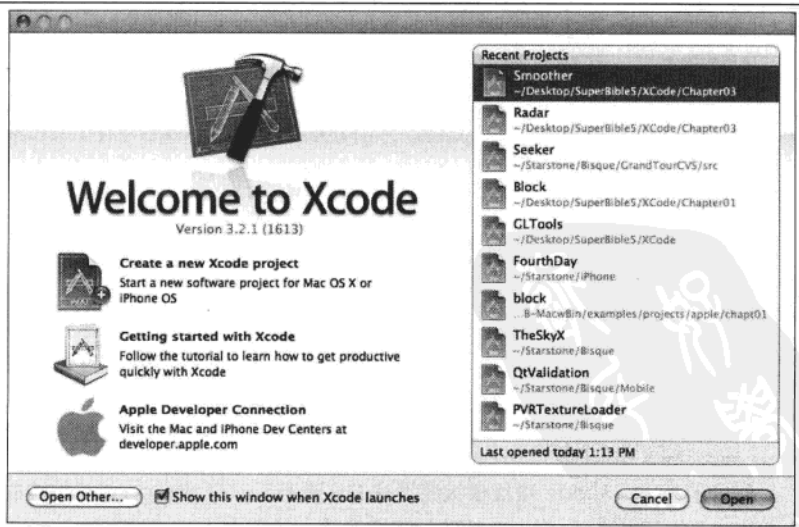 Welcome to Xcode
Version 3.2.1 (1613)
Create a new Xcode project
Start a new software project for Mac OS X or
iPhone OS
Getting started with Xcode
Follow the tutorial to learn how to get productive
quickly with Xcode
Apple Developer Connection
Visit the Mac and iPhone Dev Centers at
developer.apple.com
Recent Projects
Smoother
~/Desktop/SuperBible5/XCode/Chapter03
Radar
~/Desktop/SuperBible5/XCode/Chapter03
Seeker
~/Starstone/Bisque/GrandTourCVS/src
Block
~/Desktop/SuperBible5/XCode/Chapter01
GLTools
~/Desktop/SuperBible5/XCode
FourthDay
~/Starstone/iPhone
block
...B-MacwBin/examples/projects/apple/chapt01
TheSkyX
~/Starstone/Bisque
QtValidation
~/Starstone/Bisque/Mobile
PVRTextureLoader
~/Starstone/Bisque
Last opened today 1:13 PM
Open Other...
Show this window when Xcode launches
Cancel
Open